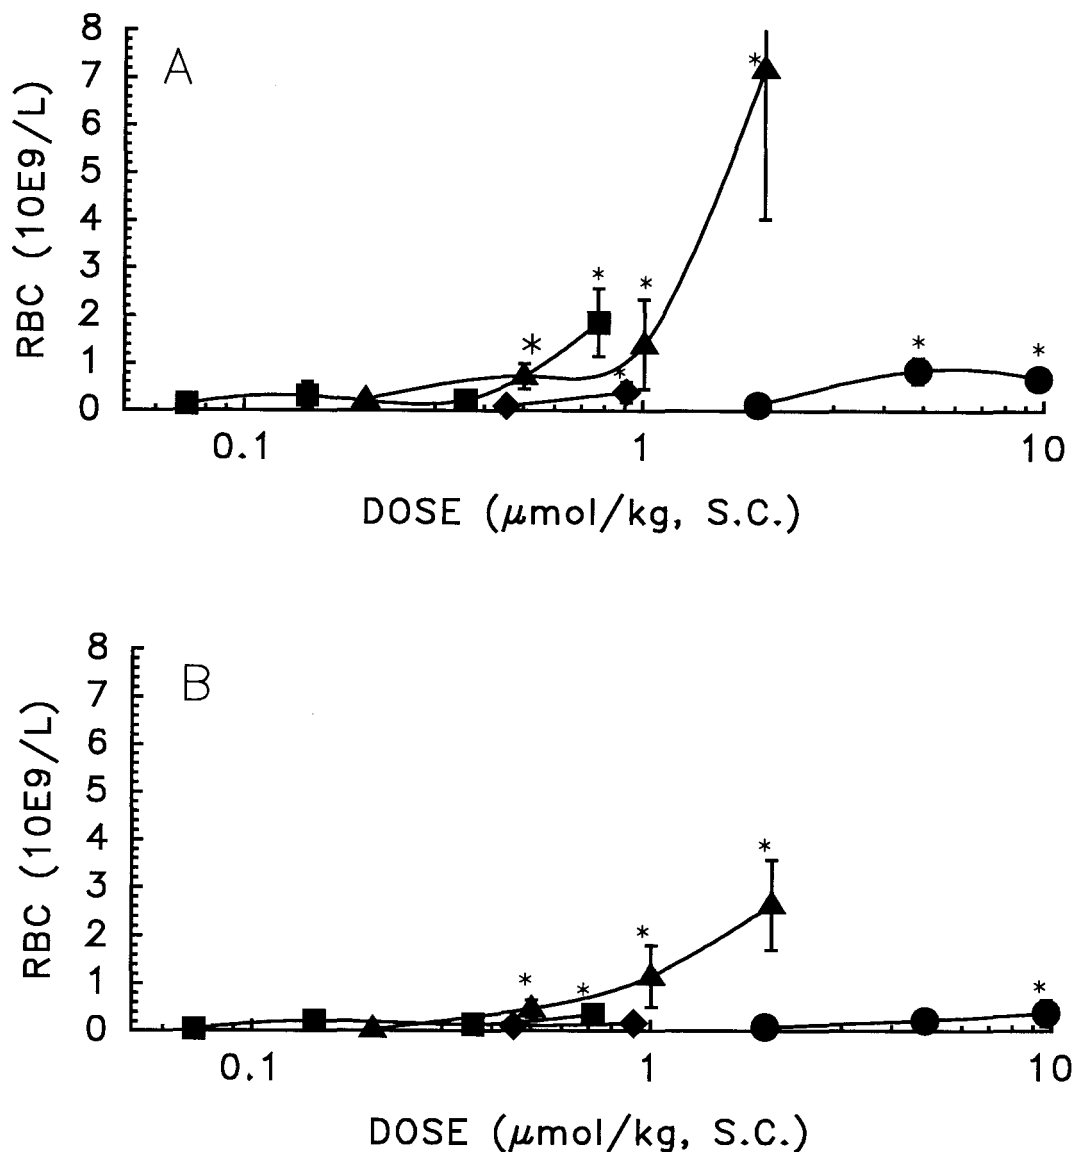 A
RBC (10E9/L)
8
7
6
5
4
3
2
1
0
* * * * * * *
0.1 1 10
DOSE (μmol/kg, S.C.)
B
RBC (10E9/L)
8
7
6
5
4
3
2
1
0
* * * * *
0.1 1 10
DOSE (μmol/kg, S.C.)